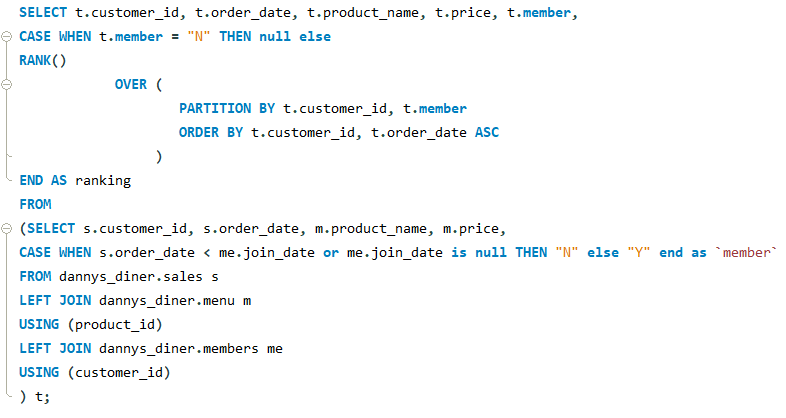 SELECT t.customer_id, t.order_date, t.product_name, t.price, t.member,
CASE WHEN t.member = "N" THEN null else
RANK()
OVER (
PARTITION BY t.customer_id, t.member
ORDER BY t.customer_id, t.order_date ASC
)
END AS ranking
FROM
(SELECT s.customer_id, s.order_date, m.product_name, m.price,
CASE WHEN s.order_date < me.join_date or me.join_date is null THEN "N" else "Y" end as `member`
FROM dannys_diner.sales s
LEFT JOIN dannys_diner.menu m
USING (product_id)
LEFT JOIN dannys_diner.members me
USING (customer_id)
) t;